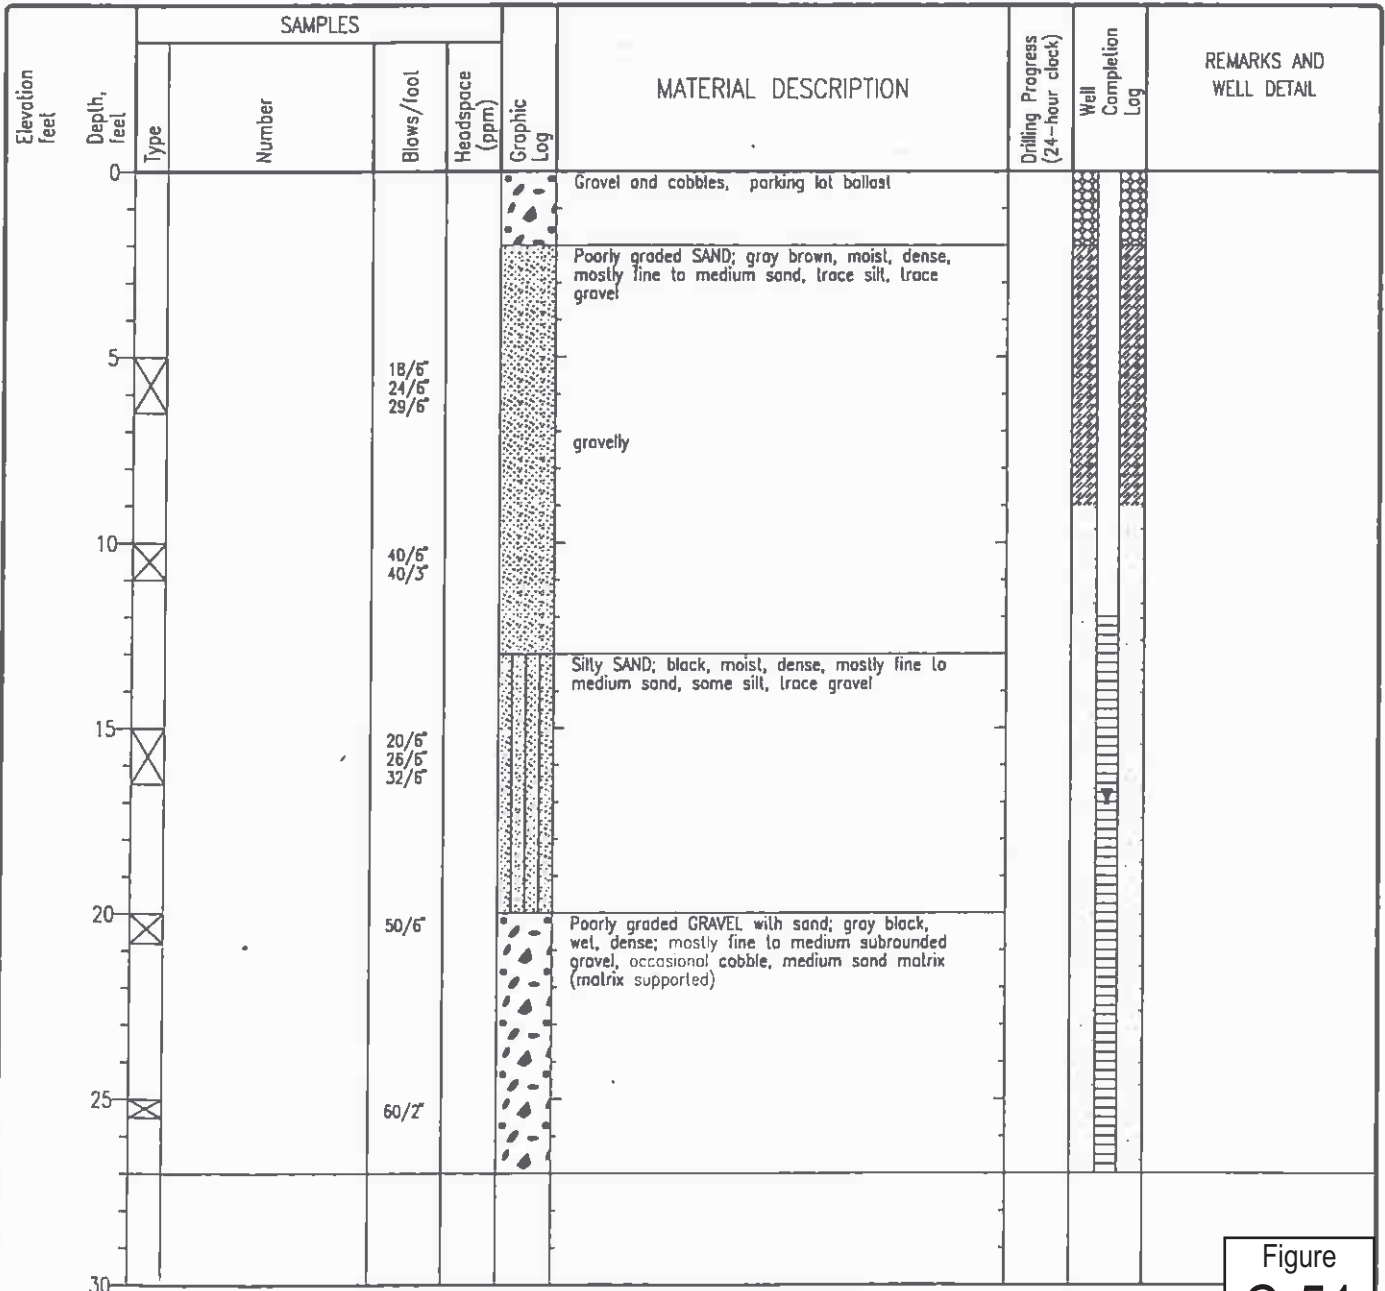 SAMPLES
Elevation
feet
Depth,
feet
Type
Number
Blows/foot
Headspace
(ppm)
Graphic
Log
MATERIAL DESCRIPTION
Drilling Progress
(24-hour clock)
Well
Completion
Log
REMARKS AND
WELL DETAIL
0
Gravel and cobbles, parking lot ballast
Poorly graded SAND; gray brown, moist, dense,
mostly fine to medium sand, trace silt, trace
gravel
5
18/6"
24/6"
29/6"
gravelly
10
40/6"
40/3"
Silty SAND; black, moist, dense, mostly fine to
medium sand, some silt, trace gravel
15
20/6"
26/6"
32/6"
20
50/6"
Poorly graded GRAVEL with sand; gray black,
wet, dense; mostly fine to medium subrounded
gravel, occasional cobble, medium sand matrix
(matrix supported)
25
60/2"
30
Figure